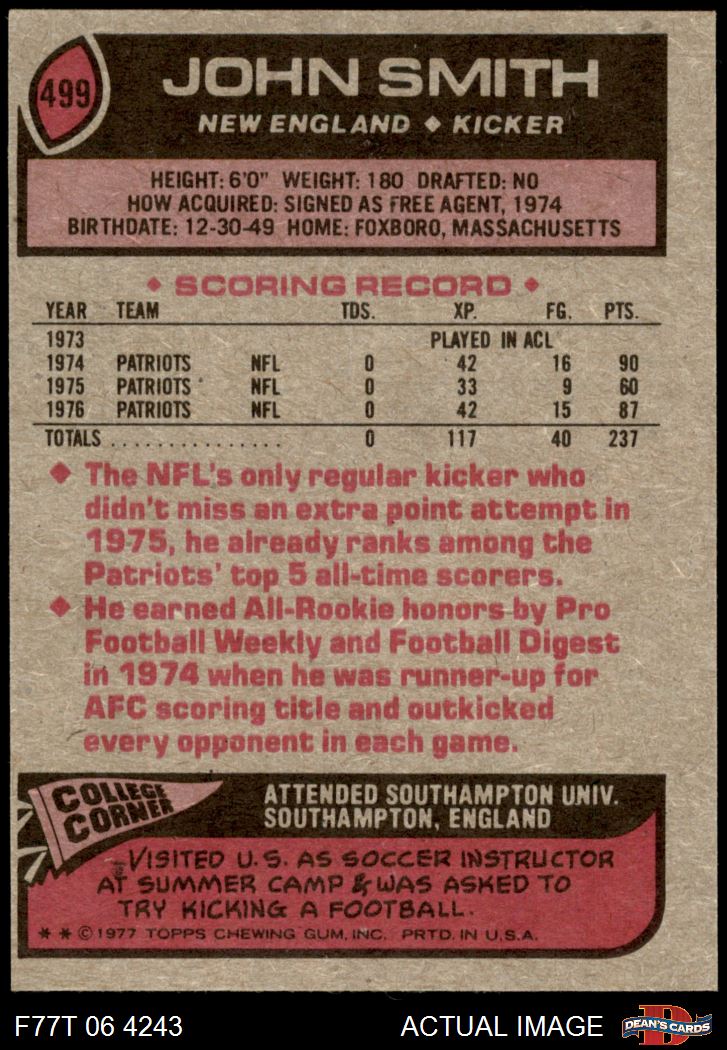 499
JOHN SMITH
NEW ENGLAND ◆ KICKER
HEIGHT: 6'0" WEIGHT: 180 DRAFTED: NO
HOW ACQUIRED: SIGNED AS FREE AGENT, 1974
BIRTHDATE: 12-30-49 HOME: FOXBORO, MASSACHUSETTS
◆ SCORING RECORD ◆
YEAR TEAM TDS. XP. FG. PTS.
1973 PLAYED IN ACL
1974 PATRIOTS NFL 0 42 16 90
1975 PATRIOTS NFL 0 33 9 60
1976 PATRIOTS NFL 0 42 15 87
TOTALS ................ 0 117 40 237
◆ The NFL's only regular kicker who
didn't miss an extra point attempt in
1975, he already ranks among the
Patriots' top 5 all-time scorers.
◆ He earned All-Rookie honors by Pro
Football Weekly and Football Digest
in 1974 when he was runner-up for
AFC scoring title and outkicked
every opponent in each game.
COLLEGE
CORNER
ATTENDED SOUTHAMPTON UNIV.
SOUTHAMPTON, ENGLAND
VISITED U.S. AS SOCCER INSTRUCTOR
AT SUMMER CAMP & WAS ASKED TO
TRY KICKING A FOOTBALL.
* * © 1977 TOPPS CHEWING GUM, INC. PRTD. IN U.S.A.
F77T 06 4243 ACTUAL IMAGE
D
DEAN'S CARDS